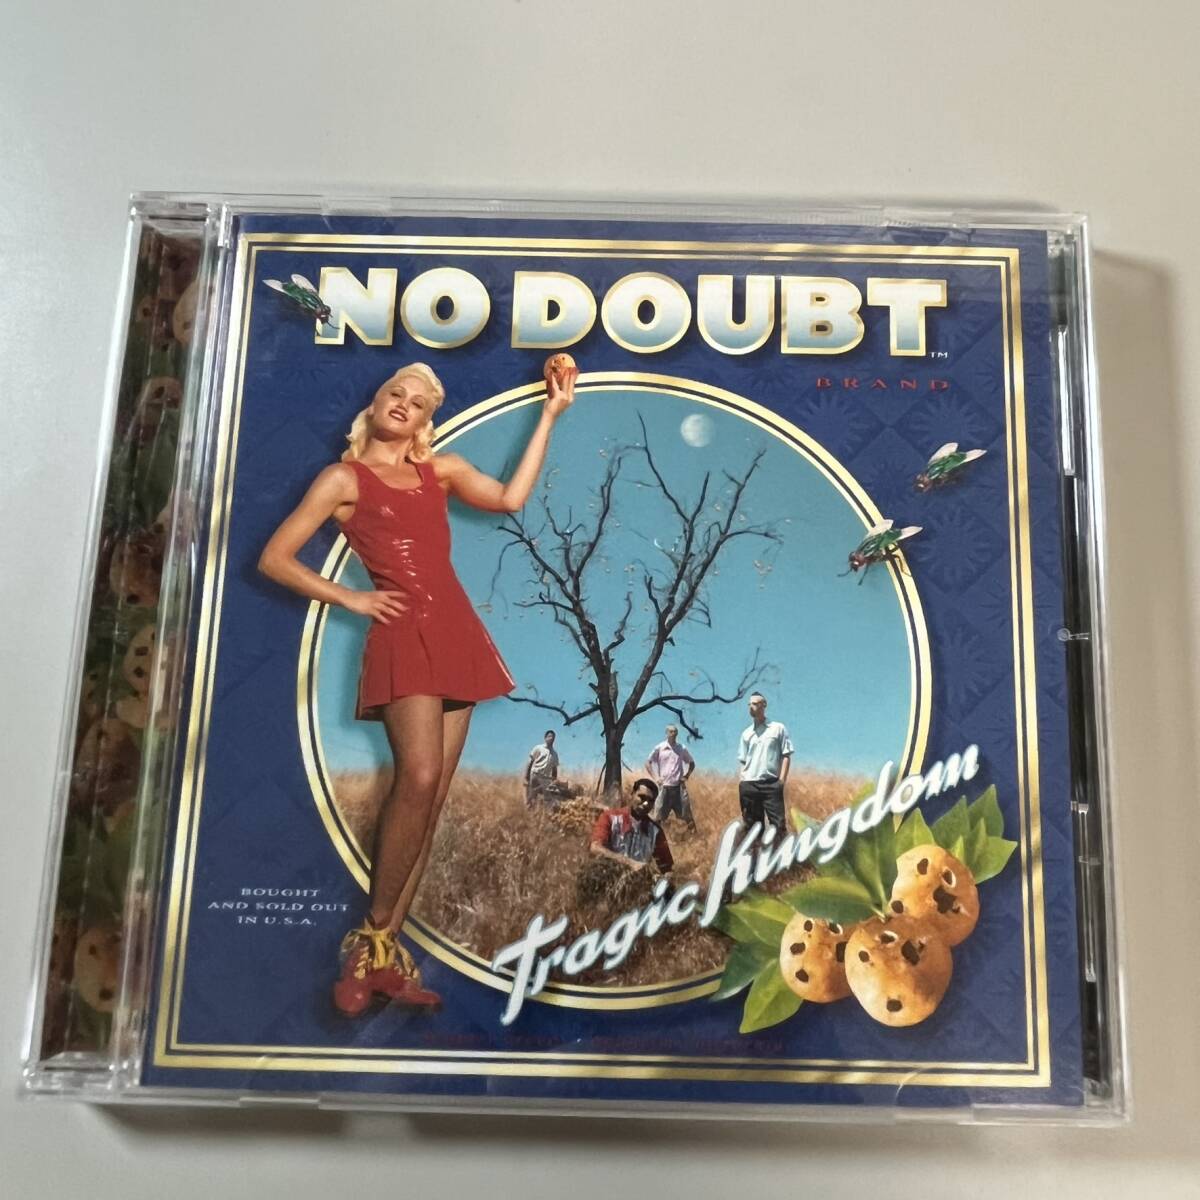 NO DOUBT
TM
BRAND
Tragic Kingdom
BOUGHT
AND SOLD OUT
IN U.S.A.